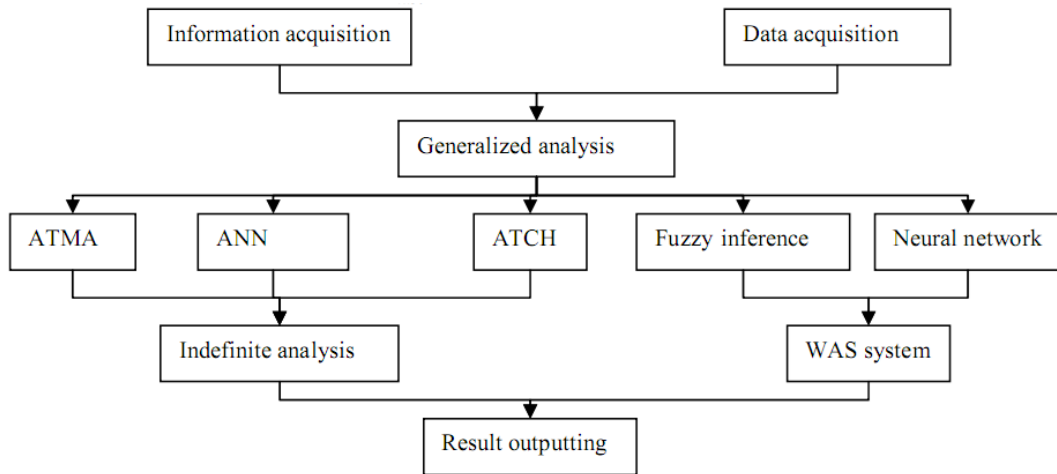 Information acquisition
Data acquisition
Generalized analysis
ATMA
ANN
ATCH
Fuzzy inference
Neural network
Indefinite analysis
WAS system
Result outputting